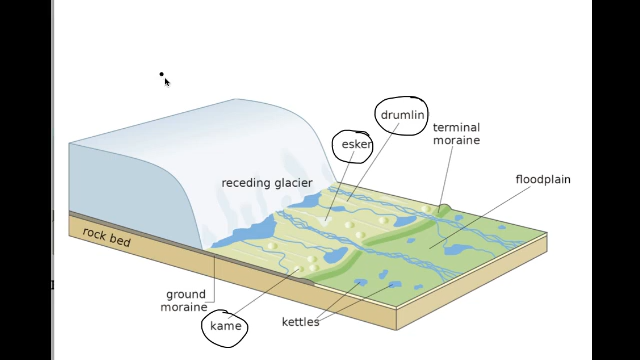 drumlin
esker
terminal
moraine
floodplain
receding glacier
rock bed
ground
moraine
kame
kettles